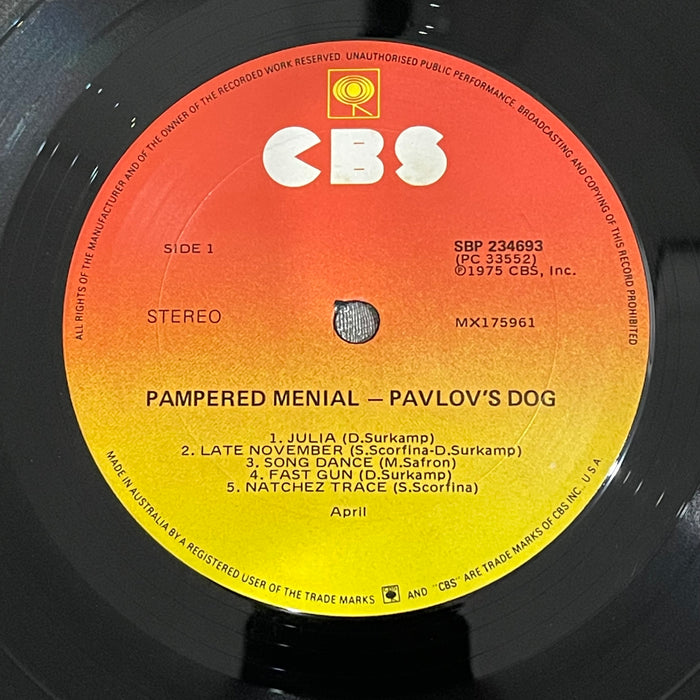 ALL RIGHTS OF THE MANUFACTURER AND OF THE OWNER OF THE RECORDED WORK RESERVED. UNAUTHORISED PUBLIC PERFORMANCE, BROADCASTING AND COPYING OF THIS RECORD PROHIBITED
CBS
SIDE 1
SBP 234693
(PC 33552)
℗1975 CBS, Inc.
STEREO
MX175961
PAMPERED MENIAL — PAVLOV'S DOG
1. JULIA (D.Surkamp)
2. LATE NOVEMBER (S.Scorfina-D.Surkamp)
3. SONG DANCE (M.Safron)
4. FAST GUN (D.Surkamp)
5. NATCHEZ TRACE (S.Scorfina)
April
MADE IN AUSTRALIA BY A REGISTERED USER OF THE TRADE MARKS AND "CBS" ARE TRADE MARKS OF CBS INC. U.S.A.